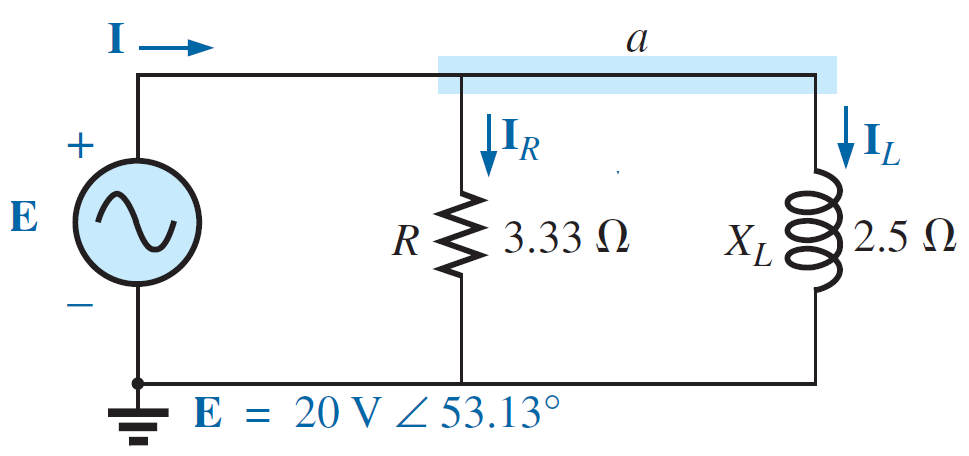 I
a
+
I_R
I_L
E
R
3.33 Ω
X_L
2.5 Ω
−
E = 20 V ∠ 53.13°